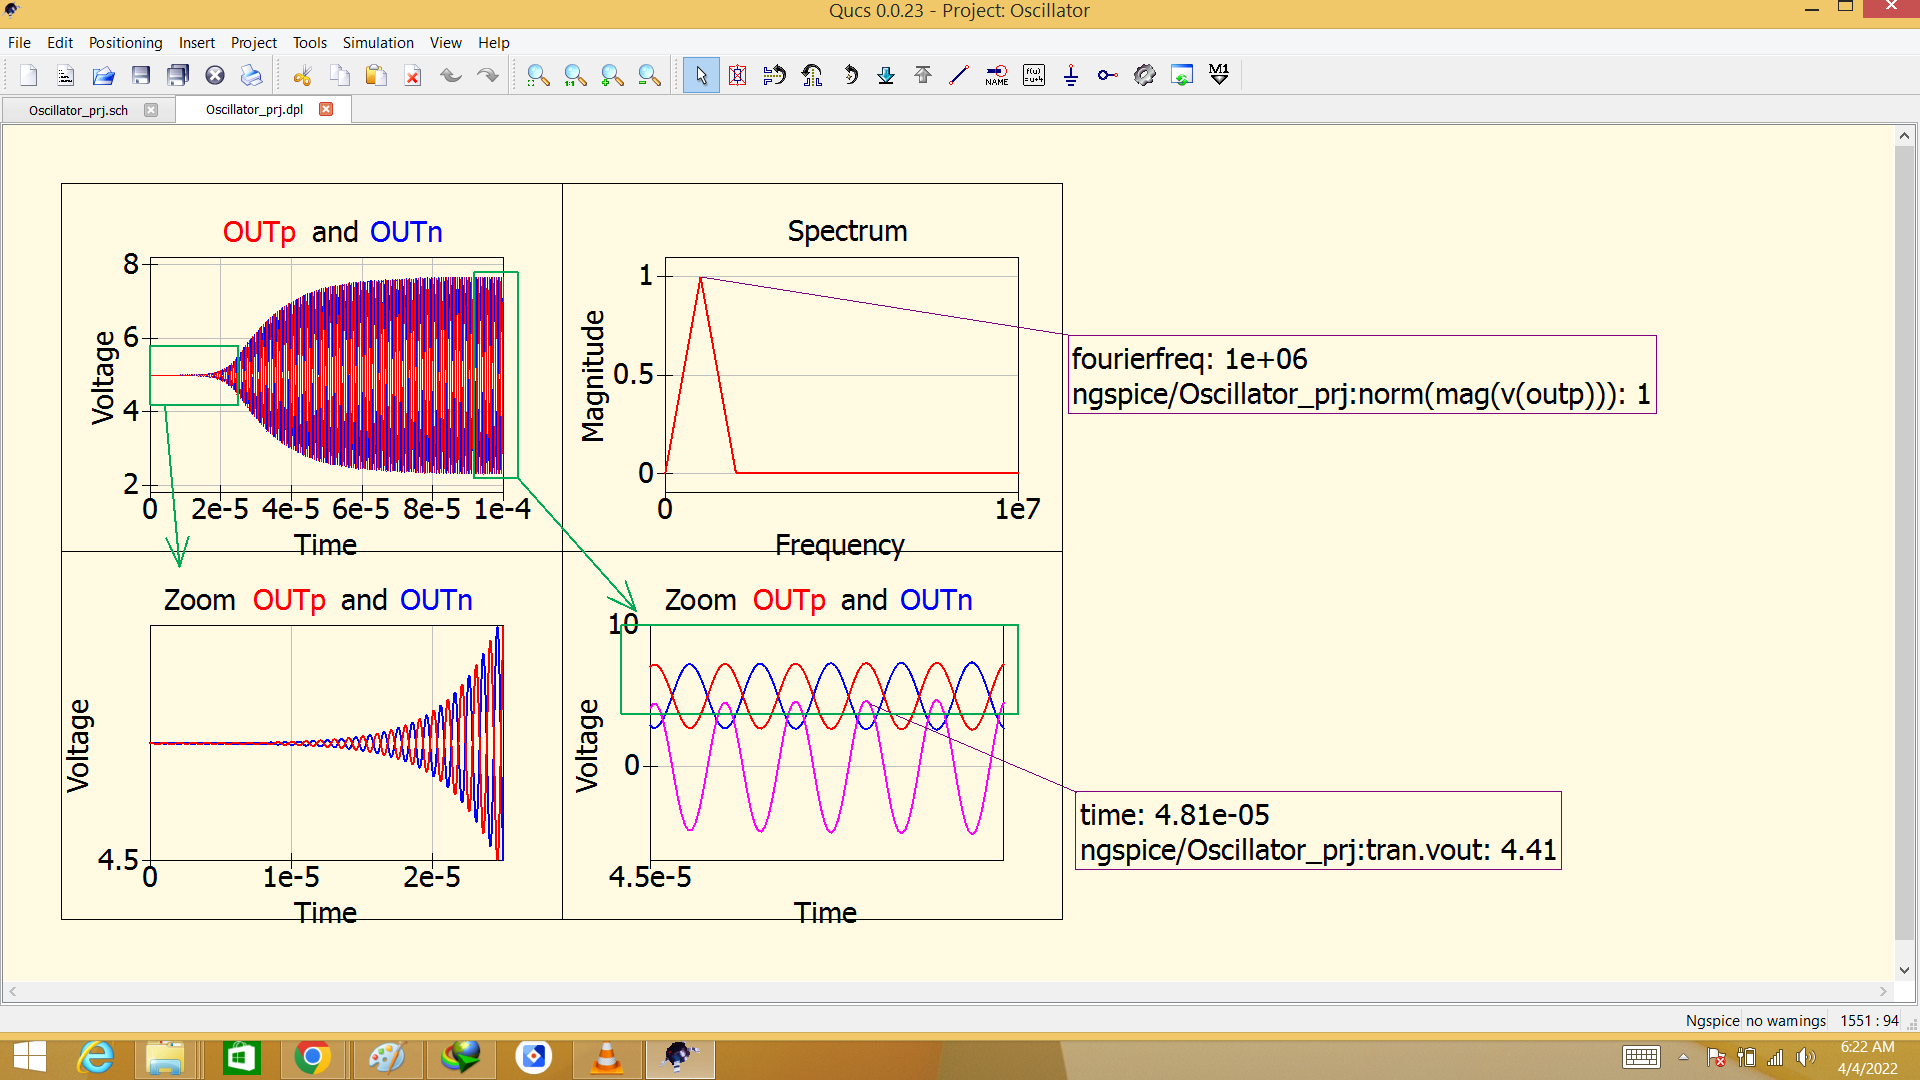 Qucs 0.0.23 - Project: Oscillator
File Edit Positioning Insert Project Tools Simulation View Help
1:1
NAME
f(u)
=u+4
M1
Oscillator_prj.sch
Oscillator_prj.dpl
OUTp and OUTn
8
6
4
2
Voltage
0 2e-5 4e-5 6e-5 8e-5 1e-4
Time
Spectrum
1
0.5
0
Magnitude
0 1e7
Frequency
fourierfreq: 1e+06
ngspice/Oscillator_prj:norm(mag(v(outp))): 1
Zoom OUTp and OUTn
Voltage
4.5
0 1e-5 2e-5
Time
Zoom OUTp and OUTn
10
0
Voltage
4.5e-5
Time
time: 4.81e-05
ngspice/Oscillator_prj:tran.vout: 4.41
Ngspice no warnings 1551 : 94
6:22 AM
4/4/2022